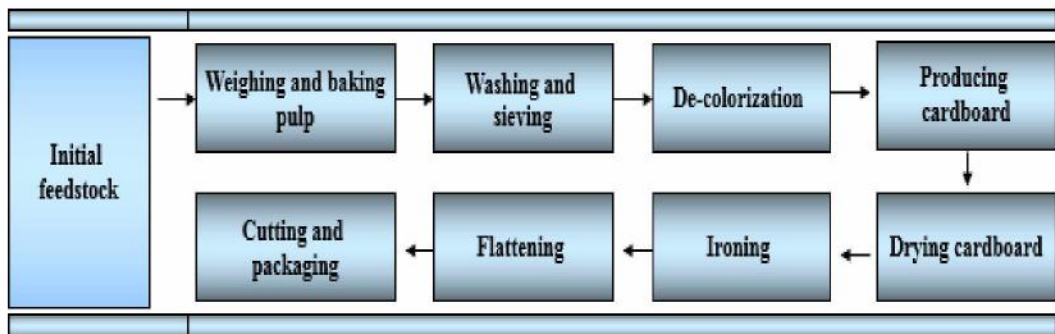 Initial
feedstock
Weighing and baking
pulp
Washing and
sieving
De-colorization
Producing
cardboard
Drying cardboard
Ironing
Flattening
Cutting and
packaging